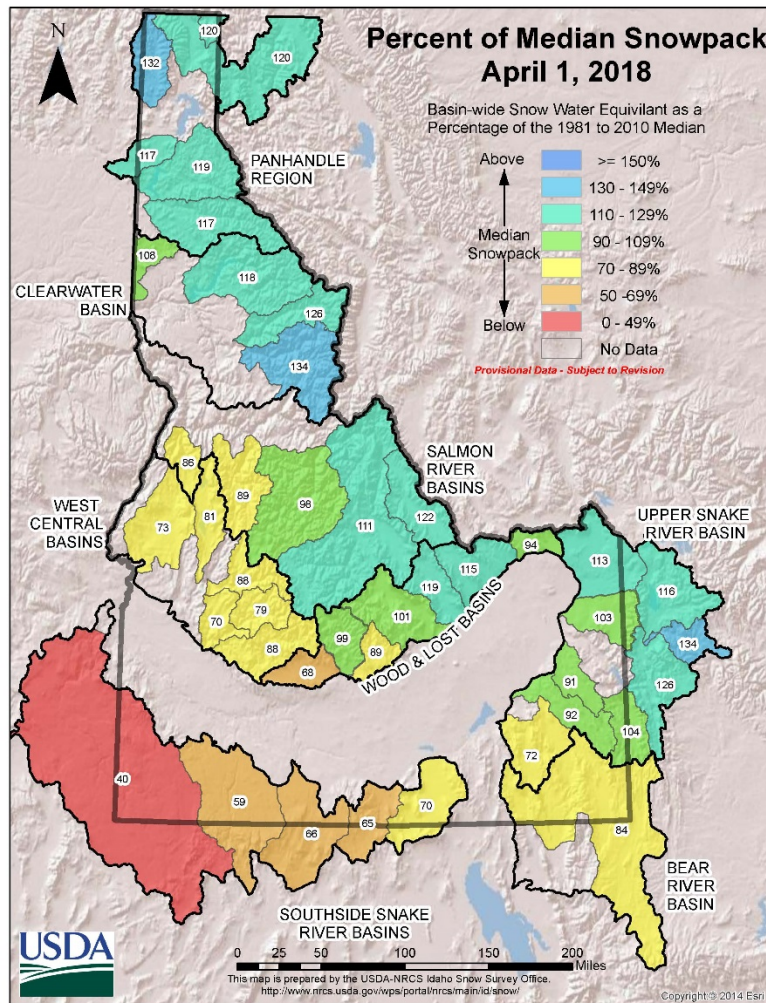 N
Percent of Median Snowpack
April 1, 2018
Basin-wide Snow Water Equivilant as a
Percentage of the 1981 to 2010 Median
Above
>= 150%
130 - 149%
110 - 129%
Median
Snowpack
90 - 109%
70 - 89%
50 -69%
Below
0 - 49%
No Data
Provisional Data - Subject to Revision
120
132
120
117
119
PANHANDLE
REGION
117
108
118
CLEARWATER
BASIN
126
134
SALMON
RIVER
BASINS
86
89
98
WEST
CENTRAL
BASINS
73
81
111
122
UPPER SNAKE
RIVER BASIN
94
113
115
119
116
88
79
70
101
103
99
88
89
68
WOOD & LOST BASINS
134
126
91
92
104
72
40
59
66
65
70
84
BEAR
RIVER
BASIN
SOUTHSIDE SNAKE
RIVER BASINS
USDA
0 20 40 80 120 160 200
Miles
This map is prepared by the USDA-NRCS Idaho Snow Survey Office.
http://www.nrcs.usda.gov/wps/portal/nrcs/main/id/snow/
Copyright:© 2014 Esri